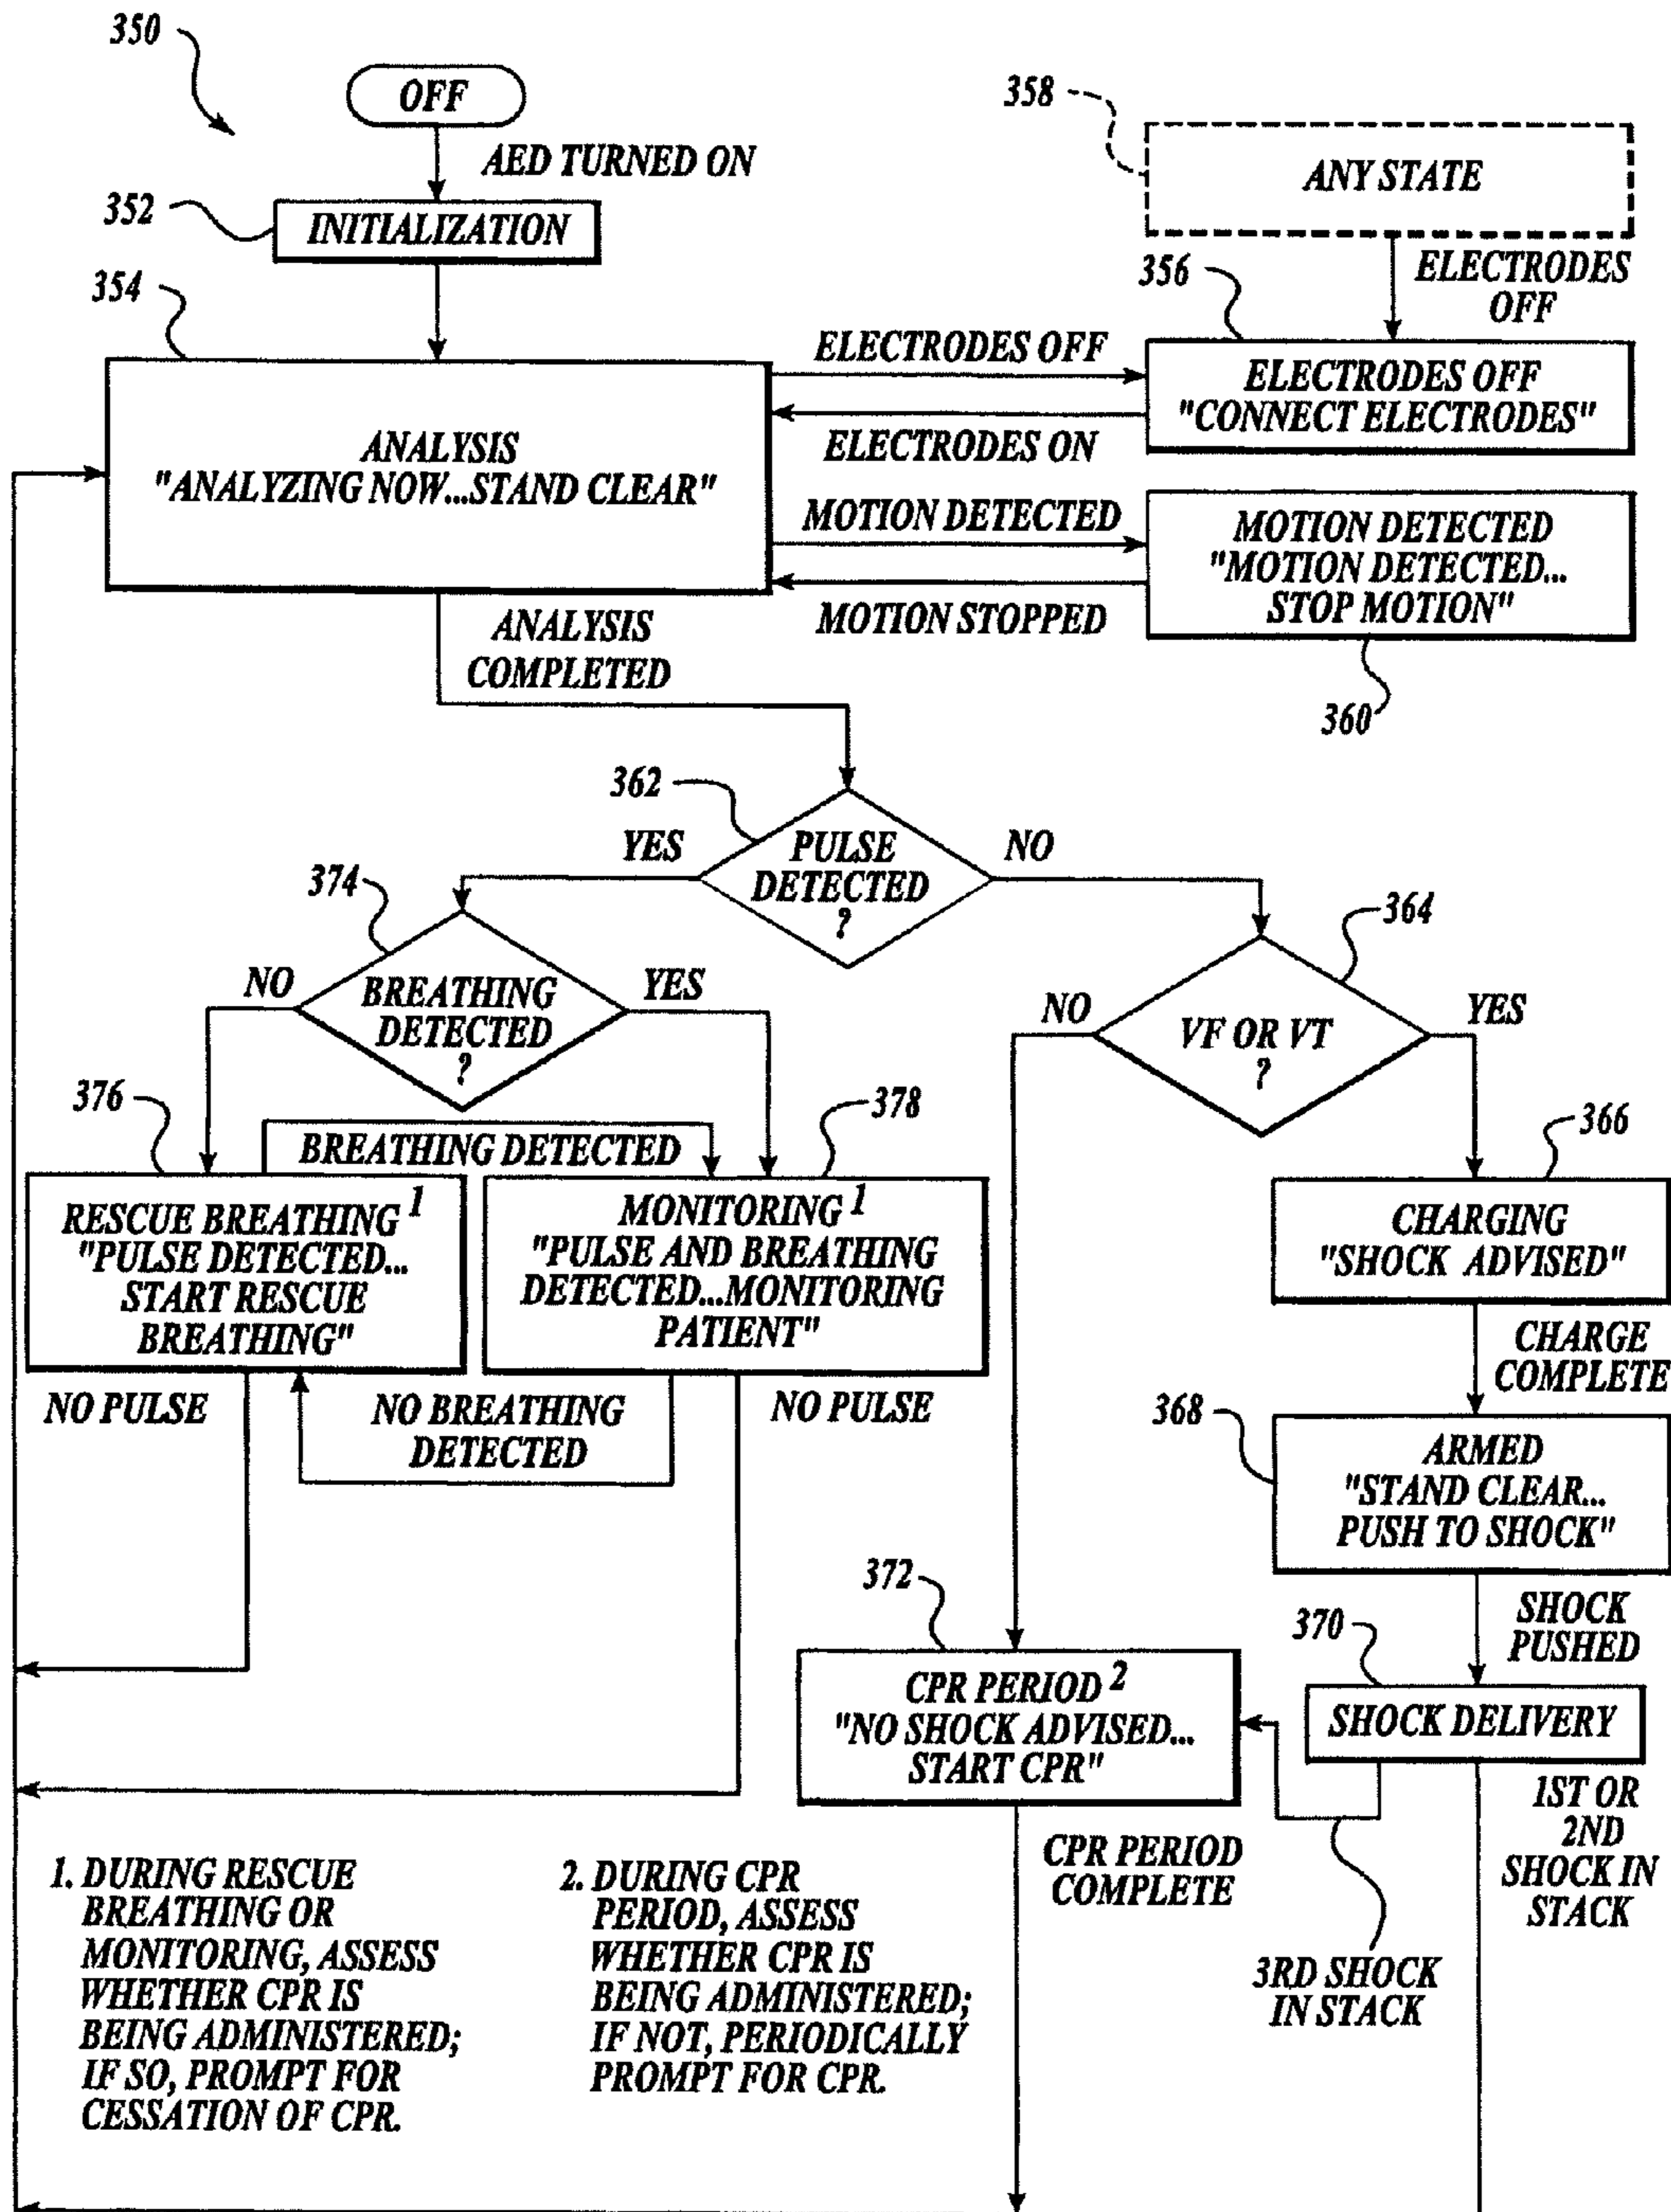 350
OFF
AED TURNED ON
352
INITIALIZATION
358
ANY STATE
ELECTRODES
OFF
354
356
ELECTRODES OFF
ELECTRODES OFF
"CONNECT ELECTRODES"
ELECTRODES ON
ANALYSIS
"ANALYZING NOW...STAND CLEAR"
MOTION DETECTED
MOTION DETECTED
"MOTION DETECTED...
STOP MOTION"
MOTION STOPPED
360
ANALYSIS
COMPLETED
362
YES
PULSE
DETECTED
?
NO
374
364
NO
BREATHING
DETECTED
?
YES
NO
VF OR VT
?
YES
376
378
366
BREATHING DETECTED
RESCUE BREATHING 1
"PULSE DETECTED...
START RESCUE
BREATHING"
MONITORING 1
"PULSE AND BREATHING
DETECTED...MONITORING
PATIENT"
CHARGING
"SHOCK ADVISED"
CHARGE
COMPLETE
NO PULSE
NO BREATHING
DETECTED
NO PULSE
368
ARMED
"STAND CLEAR...
PUSH TO SHOCK"
SHOCK
PUSHED
372
370
CPR PERIOD 2
"NO SHOCK ADVISED...
START CPR"
SHOCK DELIVERY
1ST OR
2ND
SHOCK IN
STACK
CPR PERIOD
COMPLETE
3RD SHOCK
IN STACK
1. DURING RESCUE
BREATHING OR
MONITORING, ASSESS
WHETHER CPR IS
BEING ADMINISTERED;
IF SO, PROMPT FOR
CESSATION OF CPR.
2. DURING CPR
PERIOD, ASSESS
WHETHER CPR IS
BEING ADMINISTERED;
IF NOT, PERIODICALLY
PROMPT FOR CPR.